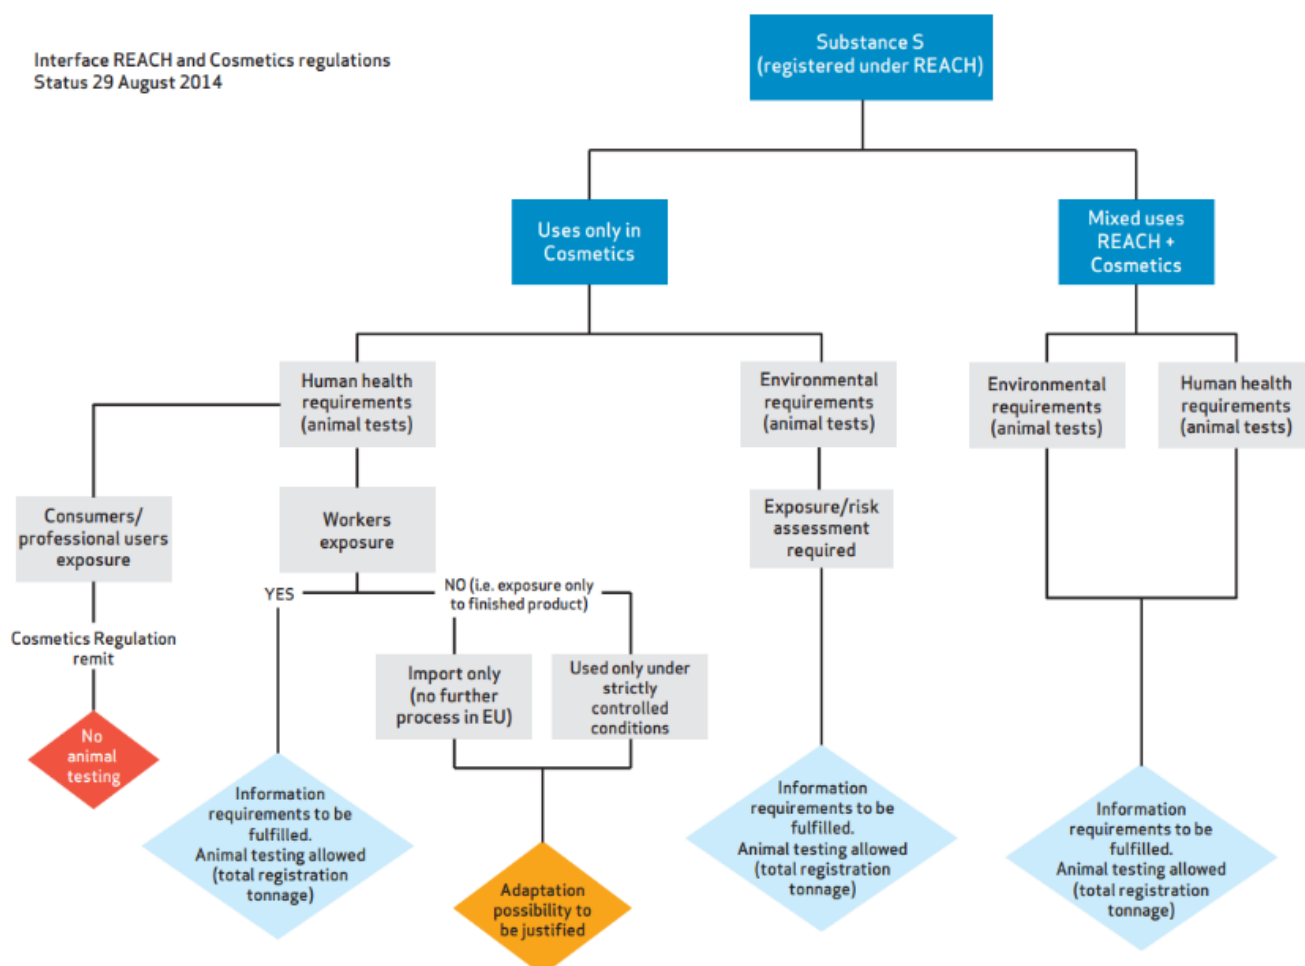 Interface REACH and Cosmetics regulations
Status 29 August 2014
Substance S
(registered under REACH)
Uses only in
Cosmetics
Mixed uses
REACH +
Cosmetics
Human health
requirements
(animal tests)
Environmental
requirements
(animal tests)
Environmental
requirements
(animal tests)
Human health
requirements
(animal tests)
Consumers/
professional users
exposure
Workers
exposure
Exposure/risk
assessment
required
YES
NO (i.e. exposure only
to finished product)
Cosmetics Regulation
remit
Import only
(no further
process in EU)
Used only under
strictly
controlled
conditions
No
animal
testing
Information
requirements to be
fulfilled.
Animal testing allowed
(total registration
tonnage)
Adaptation
possibility to
be justified
Information
requirements to be
fulfilled.
Animal testing allowed
(total registration
tonnage)
Information
requirements to be
fulfilled.
Animal testing allowed
(total registration
tonnage)